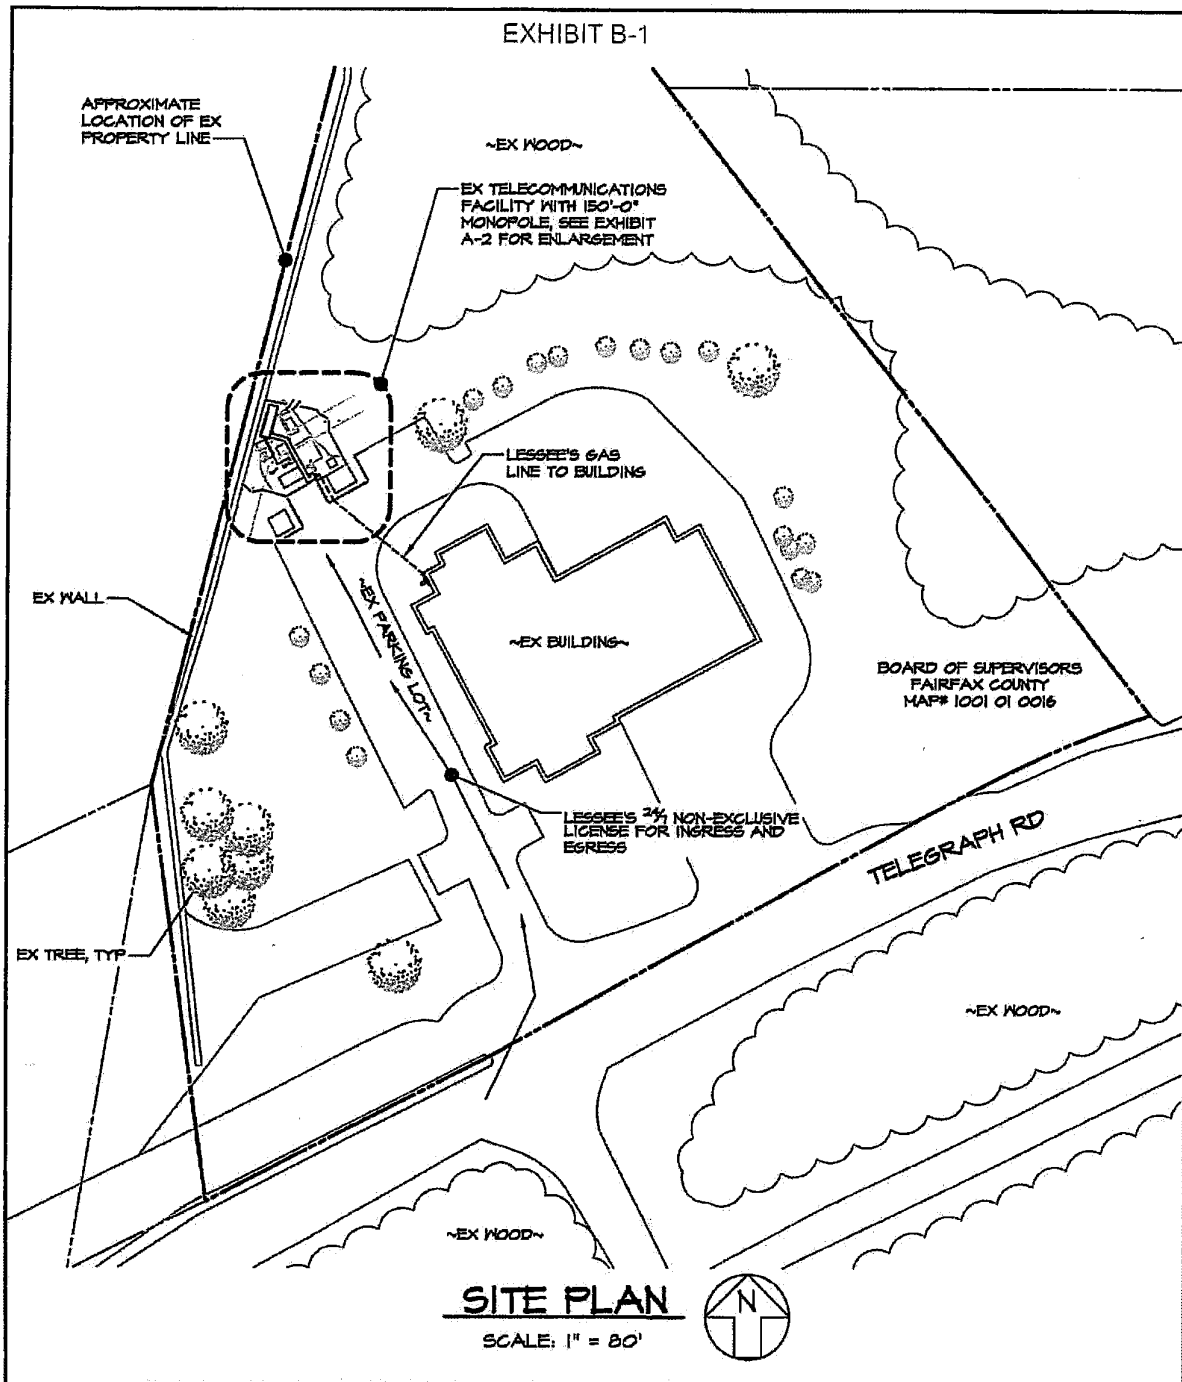 EXHIBIT B-1
APPROXIMATE
LOCATION OF EX
PROPERTY LINE
~EX WOOD~
EX TELECOMMUNICATIONS
FACILITY WITH 150'-0"
MONOPOLE, SEE EXHIBIT
A-2 FOR ENLARGEMENT
LESSEE'S GAS
LINE TO BUILDING
EX WALL
~EX PARKING LOT~
~EX BUILDING~
BOARD OF SUPERVISORS
FAIRFAX COUNTY
MAP# 1001 01 0016
LESSEE'S 24/7 NON-EXCLUSIVE
LICENSE FOR INGRESS AND
EGRESS
TELEGRAPH RD
EX TREE, TYP
~EX WOOD~
~EX WOOD~
SITE PLAN
N
SCALE: 1" = 80'